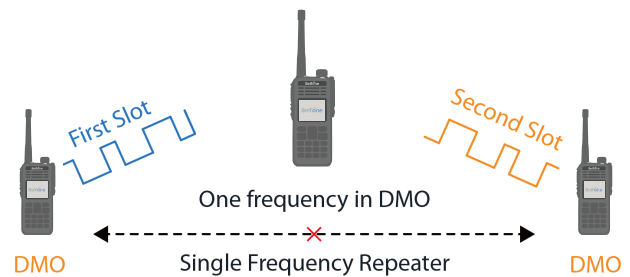 First Slot
Second Slot
One frequency in DMO
DMO
Single Frequency Repeater
DMO